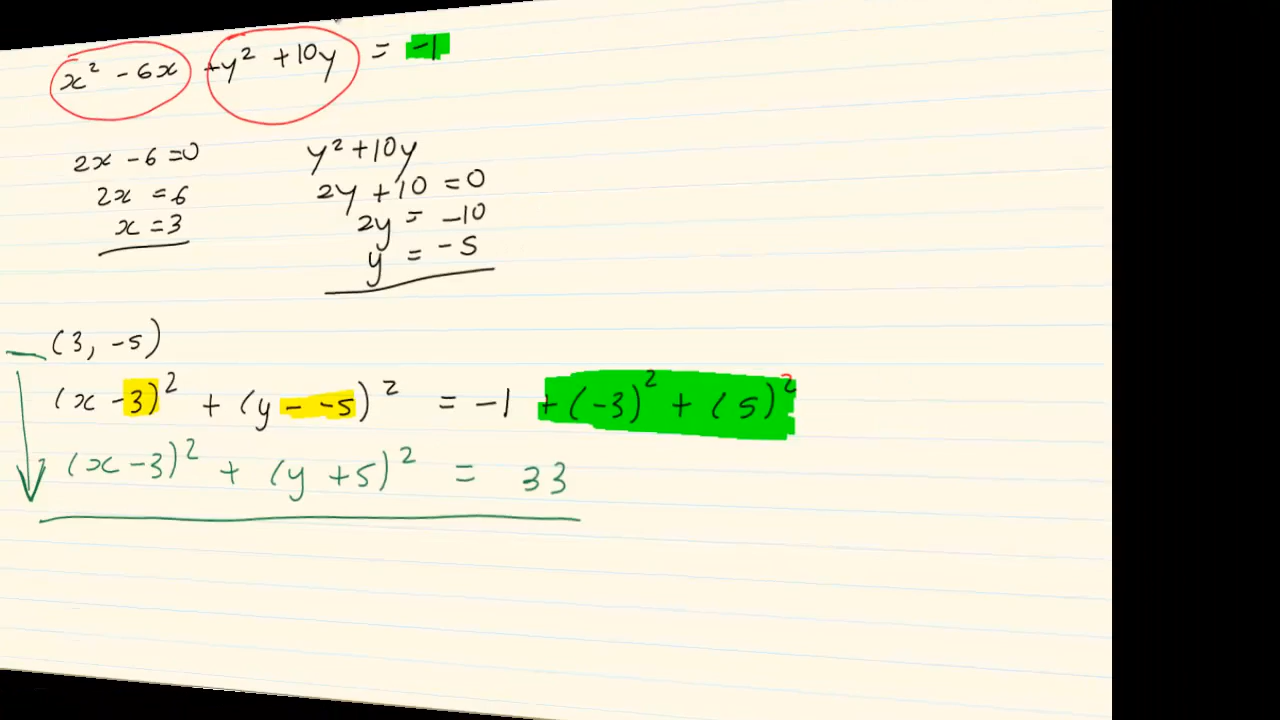 x² - 6x + y² + 10y = -1
2x - 6 = 0
2x = 6
x = 3
y² + 10y
2y + 10 = 0
2y = -10
y = -5
(3, -5)
(x - 3)² + (y - -5)² = -1 + (-3)² + (5)²
(x - 3)² + (y + 5)² = 33